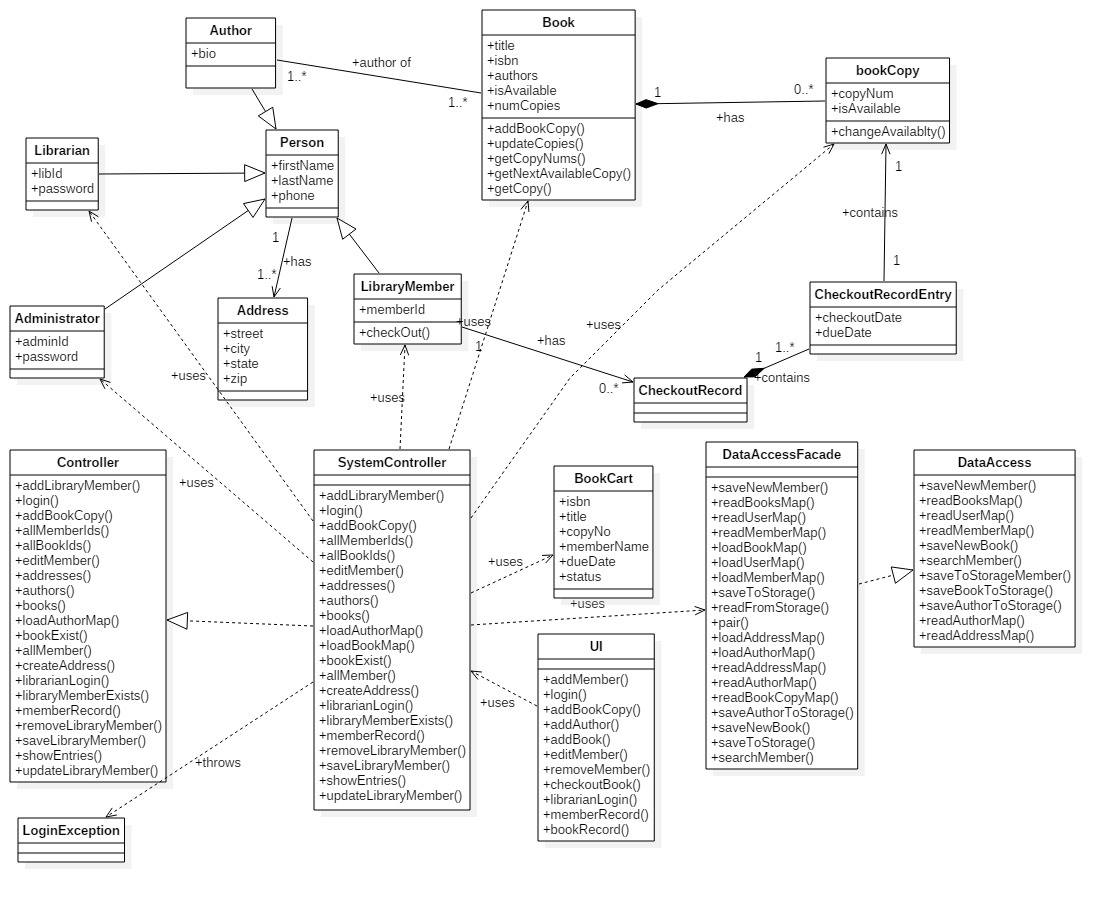 Author
+bio
1..*
+author of
1..*
Book
+title
+isbn
+authors
+isAvailable
+numCopies
+addBookCopy()
+updateCopies()
+getCopyNums()
+getNextAvailableCopy()
+getCopy()
1
0..*
+has
bookCopy
+copyNum
+isAvailable
+changeAvailablty()
Librarian
+libId
+password
Person
+firstName
+lastName
+phone
1
+has
1..*
1
+contains
1
Administrator
+adminId
+password
Address
+street
+city
+state
+zip
LibraryMember
+memberId
+checkOut()
+uses
1
+has
0..*
+uses
CheckoutRecordEntry
+checkoutDate
+dueDate
1..*
1
+contains
CheckoutRecord
+uses
+uses
+uses
Controller
+addLibraryMember()
+login()
+addBookCopy()
+allMemberIds()
+allBookIds()
+editMember()
+addresses()
+authors()
+books()
+loadAuthorMap()
+bookExist()
+allMember()
+createAddress()
+librarianLogin()
+libraryMemberExists()
+memberRecord()
+removeLibraryMember()
+saveLibraryMember()
+showEntries()
+updateLibraryMember()
SystemController
+addLibraryMember()
+login()
+addBookCopy()
+allMemberIds()
+allBookIds()
+editMember()
+addresses()
+authors()
+books()
+loadAuthorMap()
+loadBookMap()
+bookExist()
+allMember()
+createAddress()
+librarianLogin()
+libraryMemberExists()
+memberRecord()
+removeLibraryMember()
+saveLibraryMember()
+showEntries()
+updateLibraryMember()
+uses
BookCart
+isbn
+title
+copyNo
+memberName
+dueDate
+status
+uses
UI
+addMember()
+login()
+addBookCopy()
+addAuthor()
+addBook()
+editMember()
+removeMember()
+checkoutBook()
+librarianLogin()
+memberRecord()
+bookRecord()
+uses
DataAccessFacade
+saveNewMember()
+readBooksMap()
+readUserMap()
+readMemberMap()
+loadBookMap()
+loadUserMap()
+loadMemberMap()
+saveToStorage()
+readFromStorage()
+pair()
+loadAddressMap()
+loadAuthorMap()
+readAddressMap()
+readAuthorMap()
+readBookCopyMap()
+saveAuthorToStorage()
+saveNewBook()
+saveToStorage()
+searchMember()
DataAccess
+saveNewMember()
+readBooksMap()
+readUserMap()
+readMemberMap()
+saveNewBook()
+searchMember()
+saveToStorageMember()
+saveBookToStorage()
+saveAuthorToStorage()
+readAuthorMap()
+readAddressMap()
+throws
LoginException